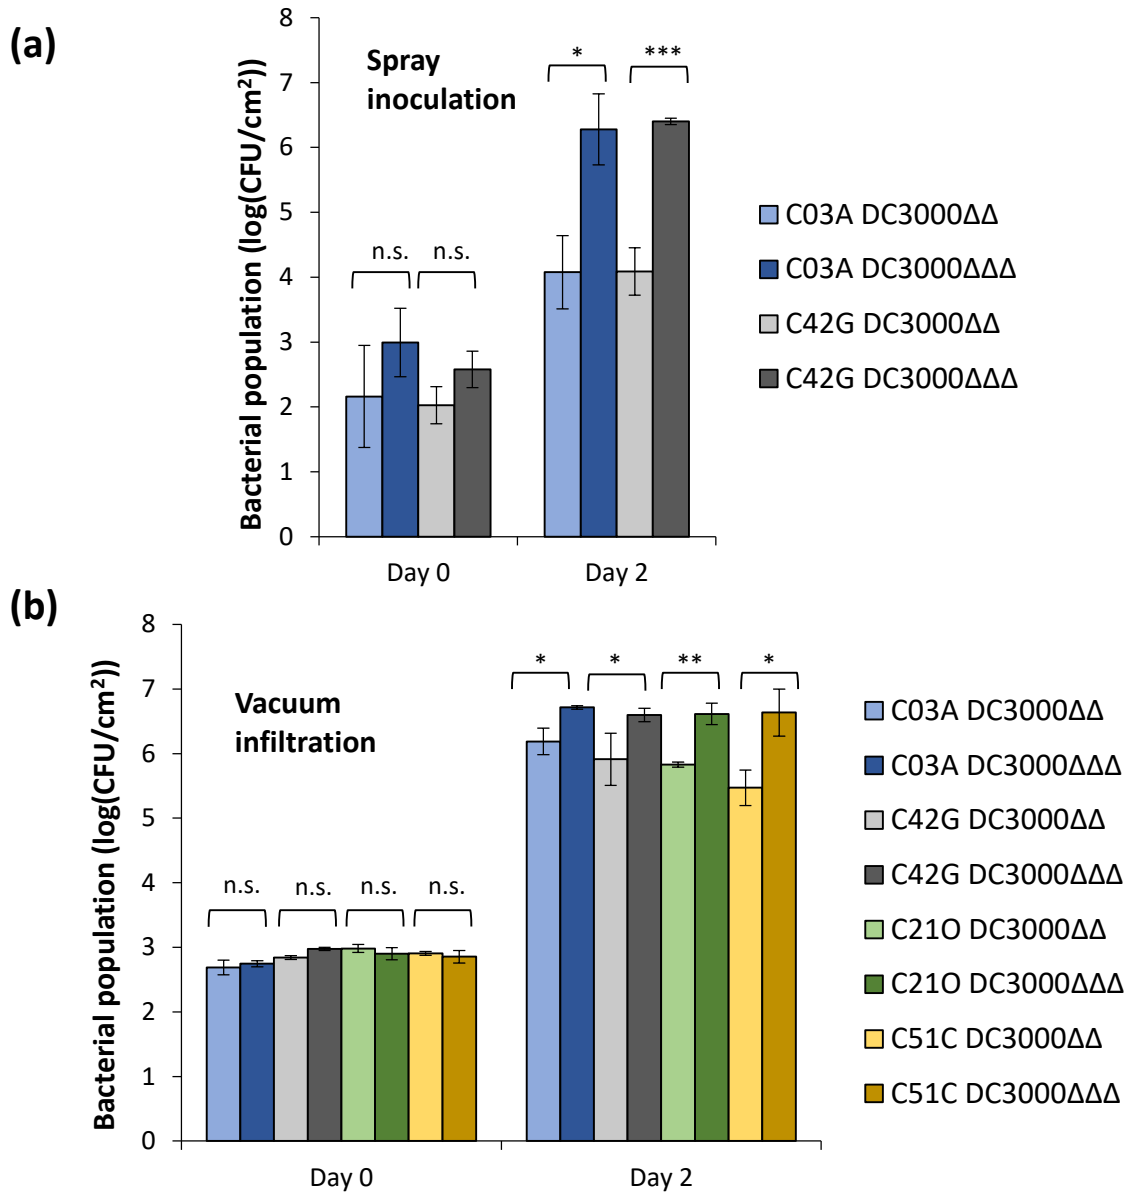 (a)
8
7
6
5
4
3
2
1
0
Bacterial population (log(CFU/cm²))
Spray
inoculation
n.s.
n.s.
*
***
Day 0
Day 2
C03A DC3000ΔΔ
C03A DC3000ΔΔΔ
C42G DC3000ΔΔ
C42G DC3000ΔΔΔ
(b)
8
7
6
5
4
3
2
1
0
Bacterial population (log(CFU/cm²))
Vacuum
infiltration
n.s.
n.s.
n.s.
n.s.
*
*
**
*
Day 0
Day 2
C03A DC3000ΔΔ
C03A DC3000ΔΔΔ
C42G DC3000ΔΔ
C42G DC3000ΔΔΔ
C21O DC3000ΔΔ
C21O DC3000ΔΔΔ
C51C DC3000ΔΔ
C51C DC3000ΔΔΔ